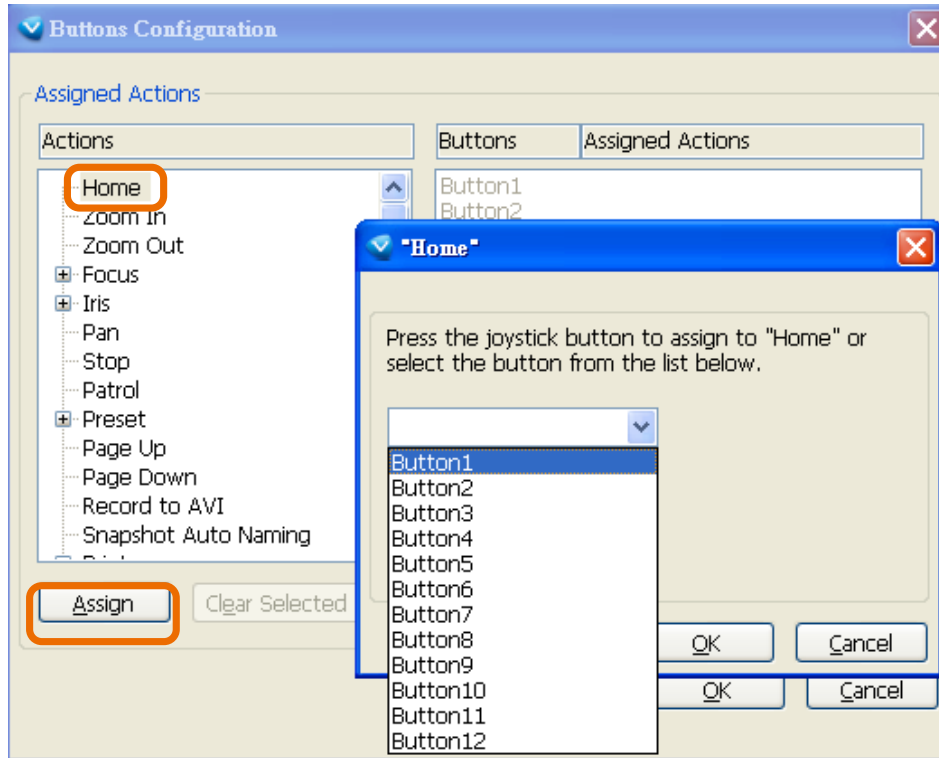 Buttons Configuration
Assigned Actions
Actions
Buttons
Assigned Actions
Home
Zoom In
Zoom Out
Focus
Iris
Pan
Stop
Patrol
Preset
Page Up
Page Down
Record to AVI
Snapshot Auto Naming
Button1
Button2
Assign
Clear Selected
"Home"
Press the joystick button to assign to "Home" or
select the button from the list below.
Button1
Button2
Button3
Button4
Button5
Button6
Button7
Button8
Button9
Button10
Button11
Button12
OK
Cancel
OK
Cancel